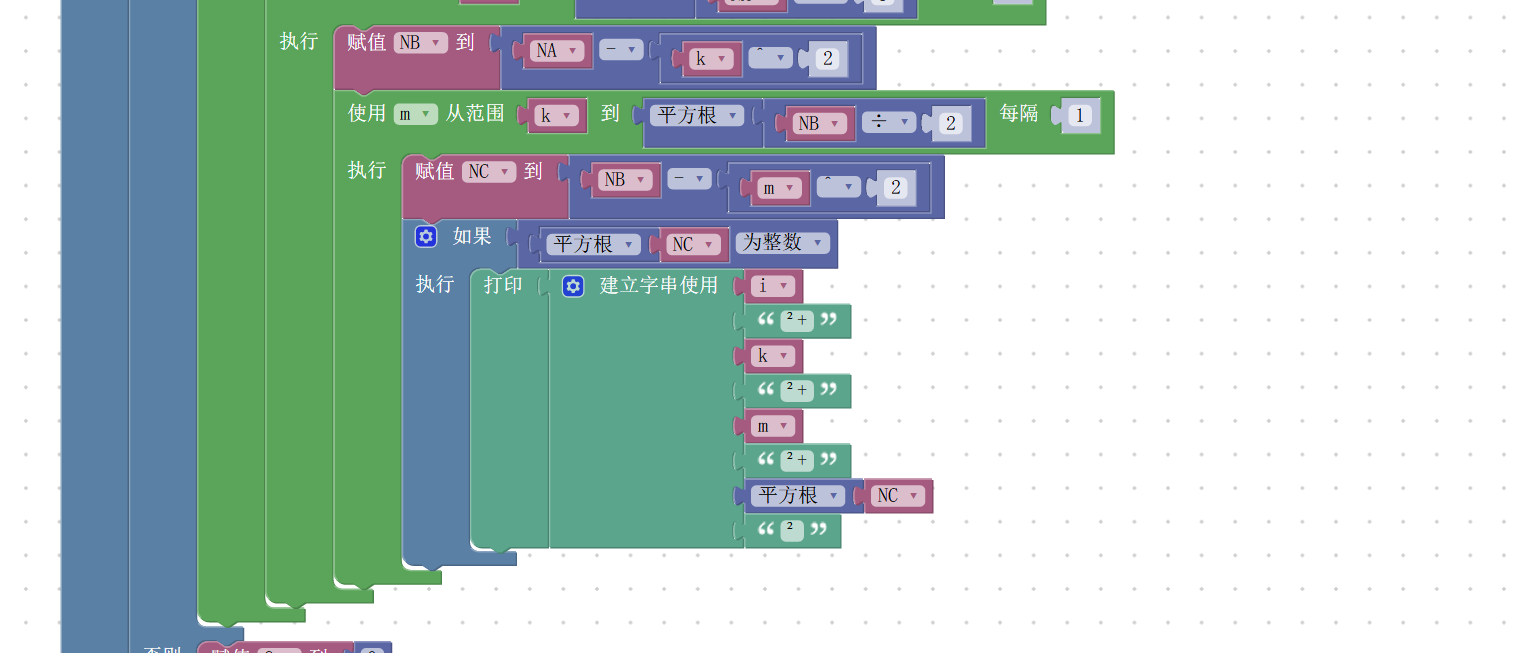 执行 赋值 NB 到 NA - k ^ 2
使用 m 从范围 k 到 平方根 NB ÷ 2 每隔 1
执行 赋值 NC 到 NB - m ^ 2
如果 平方根 NC 为整数
执行 打印 建立字串使用 i
“ ²+ ”
k
“ ²+ ”
m
“ ²+ ”
平方根 NC
“ ² ”
否则 赋值 到